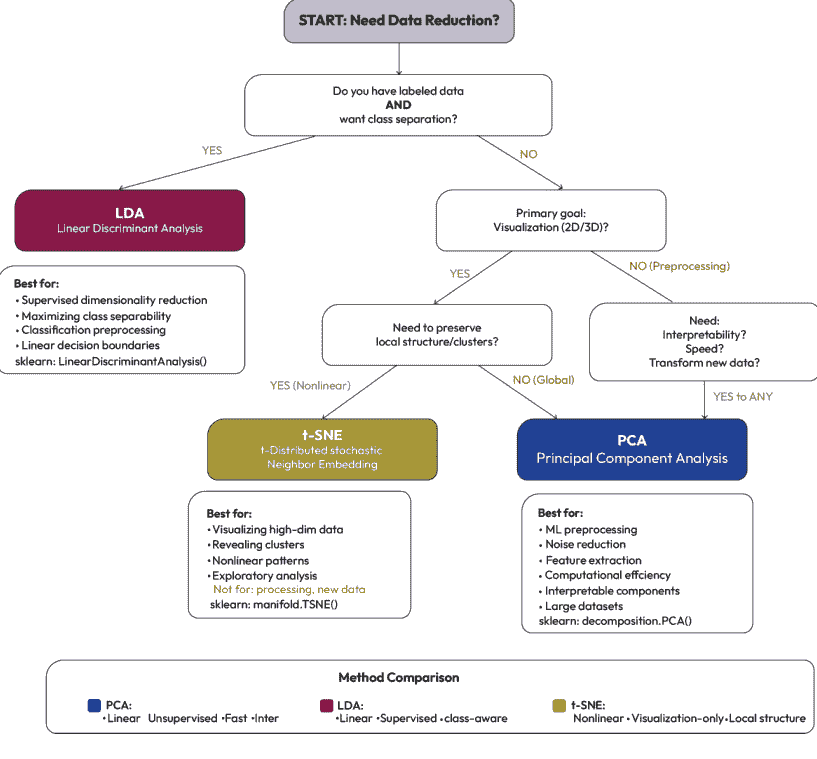 START: Need Data Reduction?
Do you have labeled data
AND
want class separation?
YES
NO
LDA
Linear Discriminant Analysis
Primary goal:
Visualization (2D/3D)?
Best for:
• Supervised dimensionality reduction
• Maximizing class separability
• Classification preprocessing
• Linear decision boundaries
sklearn: LinearDiscriminantAnalysis()
YES
NO (Preprocessing)
Need to preserve
local structure/clusters?
Need:
Interpretability?
Speed?
Transform new data?
YES (Nonlinear)
NO (Global)
YES to ANY
t-SNE
t-Distributed stochastic
Neighbor Embedding
PCA
Principal Component Analysis
Best for:
• Visualizing high-dim data
• Revealing clusters
• Nonlinear patterns
• Exploratory analysis
Not for: processing, new data
sklearn: manifold.TSNE()
Best for:
• ML preprocessing
• Noise reduction
• Feature extraction
• Computational effciency
• Interpretable components
• Large datasets
sklearn: decomposition.PCA()
Method Comparison
PCA:
• Linear Unsupervised •Fast •Inter
LDA:
•Linear •Supervised •class-aware
t-SNE:
Nonlinear •Visualization-only•Local structure